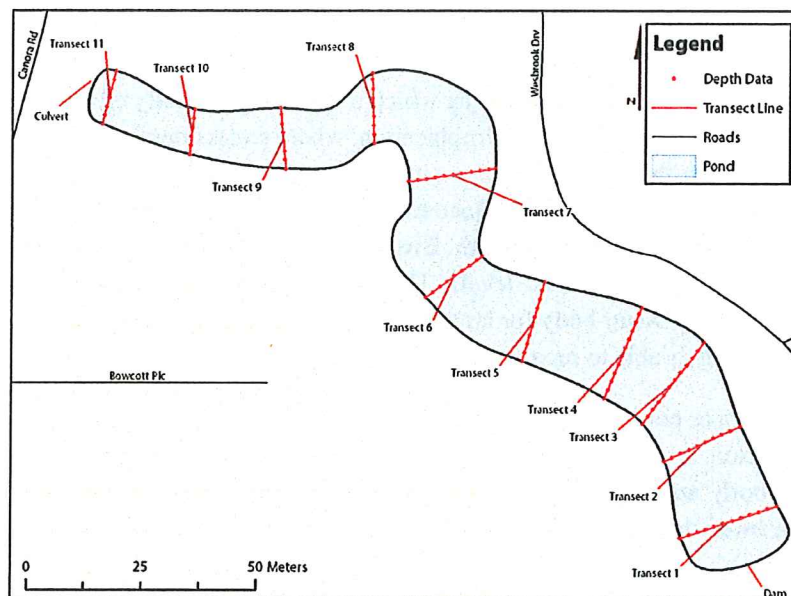 Canora Rd
Transect 11
Transect 10
Transect 8
Wesbrook Drv
Legend
Depth Data
Transect Line
Roads
Pond
N
Culvert
Transect 9
Transect 7
Transect 6
Transect 5
Bowcott Plc
Transect 4
Transect 3
Transect 2
Transect 1
0 25 50 Meters
Dam